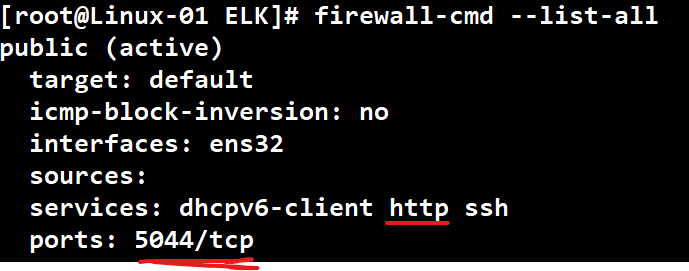 [root@Linux-01 ELK]# firewall-cmd --list-all
public (active)
  target: default
  icmp-block-inversion: no
  interfaces: ens32
  sources:
  services: dhcpv6-client http ssh
  ports: 5044/tcp